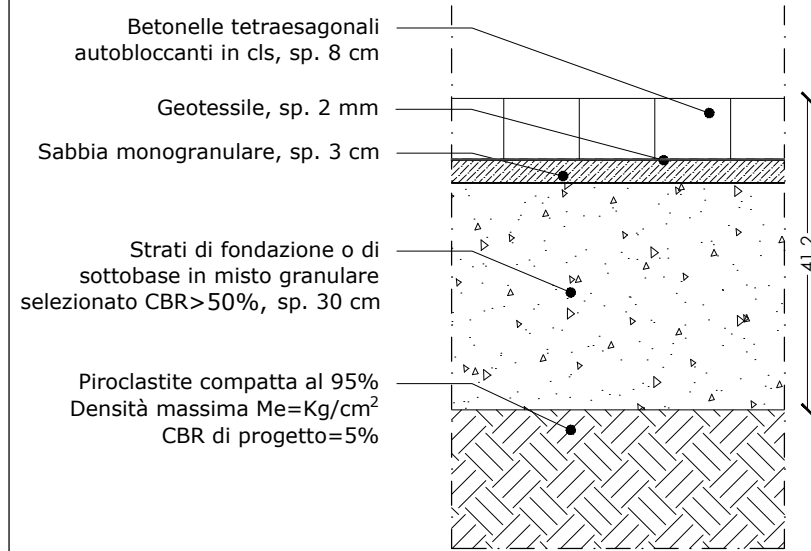 Betonelle tetraesagonali
autobloccanti in cls, sp. 8 cm
Geotessile, sp. 2 mm
Sabbia monogranulare, sp. 3 cm
Strati di fondazione o di
sottobase in misto granulare
selezionato CBR>50%, sp. 30 cm
Piroclastite compatta al 95%
Densità massima Me=Kg/cm²
CBR di progetto=5%
41,2